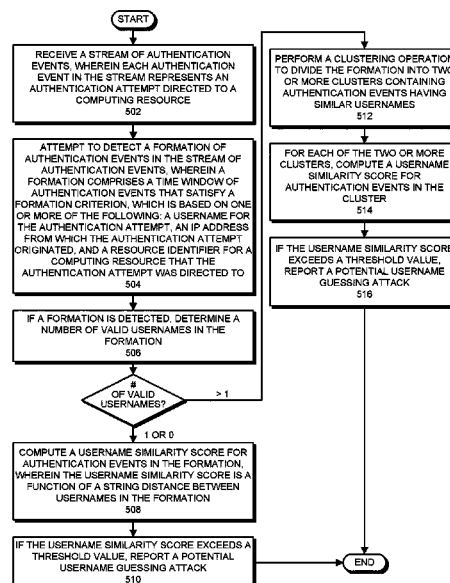 START
RECEIVE A STREAM OF AUTHENTICATION
EVENTS, WHEREIN EACH AUTHENTICATION
EVENT IN THE STREAM REPRESENTS AN
AUTHENTICATION ATTEMPT DIRECTED TO A
COMPUTING RESOURCE
502
ATTEMPT TO DETECT A FORMATION OF
AUTHENTICATION EVENTS IN THE STREAM OF
AUTHENTICATION EVENTS, WHEREIN A
FORMATION COMPRISES A TIME WINDOW OF
AUTHENTICATION EVENTS THAT SATISFY A
FORMATION CRITERION, WHICH IS BASED ON ONE
OR MORE OF THE FOLLOWING: A USERNAME FOR
THE AUTHENTICATION ATTEMPT, AN IP ADDRESS
FROM WHICH THE AUTHENTICATION ATTEMPT
ORIGINATED, AND A RESOURCE IDENTIFIER FOR A
COMPUTING RESOURCE THAT THE
AUTHENTICATION ATTEMPT WAS DIRECTED TO
504
IF A FORMATION IS DETECTED, DETERMINE A
NUMBER OF VALID USERNAMES IN THE
FORMATION
506
#
OF VALID
USERNAMES?
> 1
1 OR 0
COMPUTE A USERNAME SIMILARITY SCORE FOR
AUTHENTICATION EVENTS IN THE FORMATION,
WHEREIN THE USERNAME SIMILARITY SCORE IS A
FUNCTION OF A STRING DISTANCE BETWEEN
USERNAMES IN THE FORMATION
508
IF THE USERNAME SIMILARITY SCORE EXCEEDS A
THRESHOLD VALUE, REPORT A POTENTIAL
USERNAME GUESSING ATTACK
510
PERFORM A CLUSTERING OPERATION
TO DIVIDE THE FORMATION INTO TWO
OR MORE CLUSTERS CONTAINING
AUTHENTICATION EVENTS HAVING
SIMILAR USERNAMES
512
FOR EACH OF THE TWO OR MORE
CLUSTERS, COMPUTE A USERNAME
SIMILARITY SCORE FOR
AUTHENTICATION EVENTS IN THE
CLUSTER
514
IF THE USERNAME SIMILARITY SCORE
EXCEEDS A THRESHOLD VALUE,
REPORT A POTENTIAL USERNAME
GUESSING ATTACK
516
END